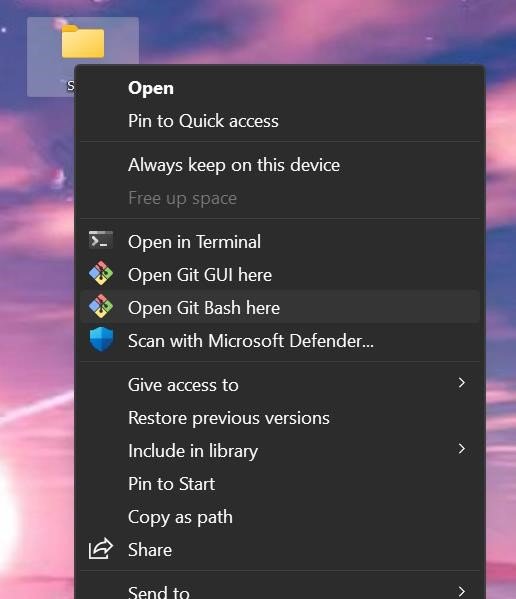 Open
Pin to Quick access
Always keep on this device
Free up space
Open in Terminal
Open Git GUI here
Open Git Bash here
Scan with Microsoft Defender...
Give access to
Restore previous versions
Include in library
Pin to Start
Copy as path
Share
Send to